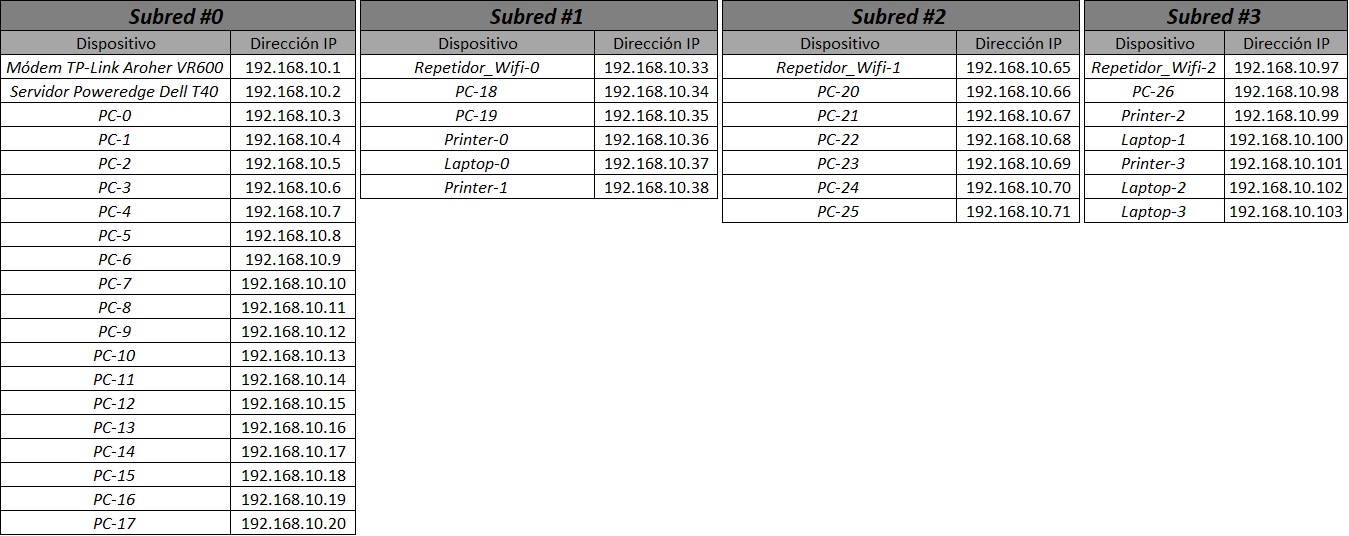 Subred #0
Dispositivo Dirección IP
Módem TP-Link Aroher VR600 192.168.10.1
Servidor Poweredge Dell T40 192.168.10.2
PC-0 192.168.10.3
PC-1 192.168.10.4
PC-2 192.168.10.5
PC-3 192.168.10.6
PC-4 192.168.10.7
PC-5 192.168.10.8
PC-6 192.168.10.9
PC-7 192.168.10.10
PC-8 192.168.10.11
PC-9 192.168.10.12
PC-10 192.168.10.13
PC-11 192.168.10.14
PC-12 192.168.10.15
PC-13 192.168.10.16
PC-14 192.168.10.17
PC-15 192.168.10.18
PC-16 192.168.10.19
PC-17 192.168.10.20
Subred #1
Dispositivo Dirección IP
Repetidor_Wifi-0 192.168.10.33
PC-18 192.168.10.34
PC-19 192.168.10.35
Printer-0 192.168.10.36
Laptop-0 192.168.10.37
Printer-1 192.168.10.38
Subred #2
Dispositivo Dirección IP
Repetidor_Wifi-1 192.168.10.65
PC-20 192.168.10.66
PC-21 192.168.10.67
PC-22 192.168.10.68
PC-23 192.168.10.69
PC-24 192.168.10.70
PC-25 192.168.10.71
Subred #3
Dispositivo Dirección IP
Repetidor_Wifi-2 192.168.10.97
PC-26 192.168.10.98
Printer-2 192.168.10.99
Laptop-1 192.168.10.100
Printer-3 192.168.10.101
Laptop-2 192.168.10.102
Laptop-3 192.168.10.103